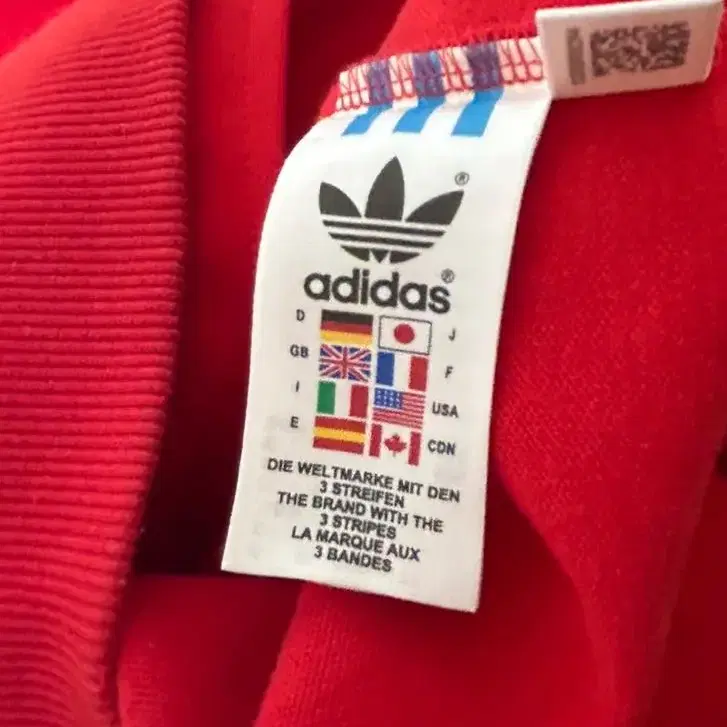 ®
adidas®
D J
GB F
I USA
E CDN
DIE WELTMARKE MIT DEN
3 STREIFEN
THE BRAND WITH THE
3 STRIPES
LA MARQUE AUX
3 BANDES